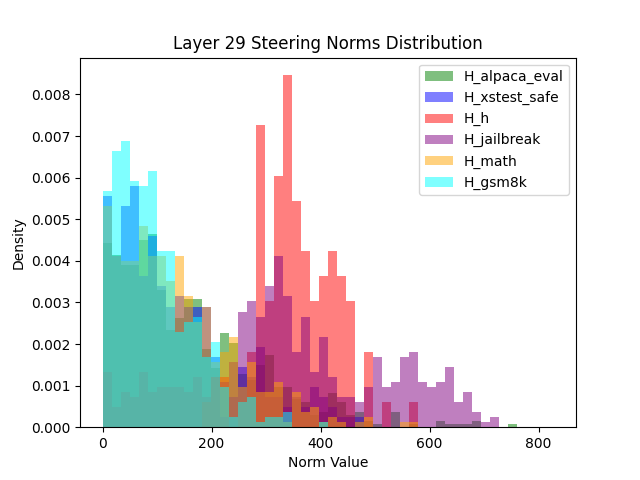 Layer 29 Steering Norms Distribution
H_alpaca_eval
H_xstest_safe
H_h
H_jailbreak
H_math
H_gsm8k
Density
0.008
0.007
0.006
0.005
0.004
0.003
0.002
0.001
0.000
0
200
400
600
800
Norm Value